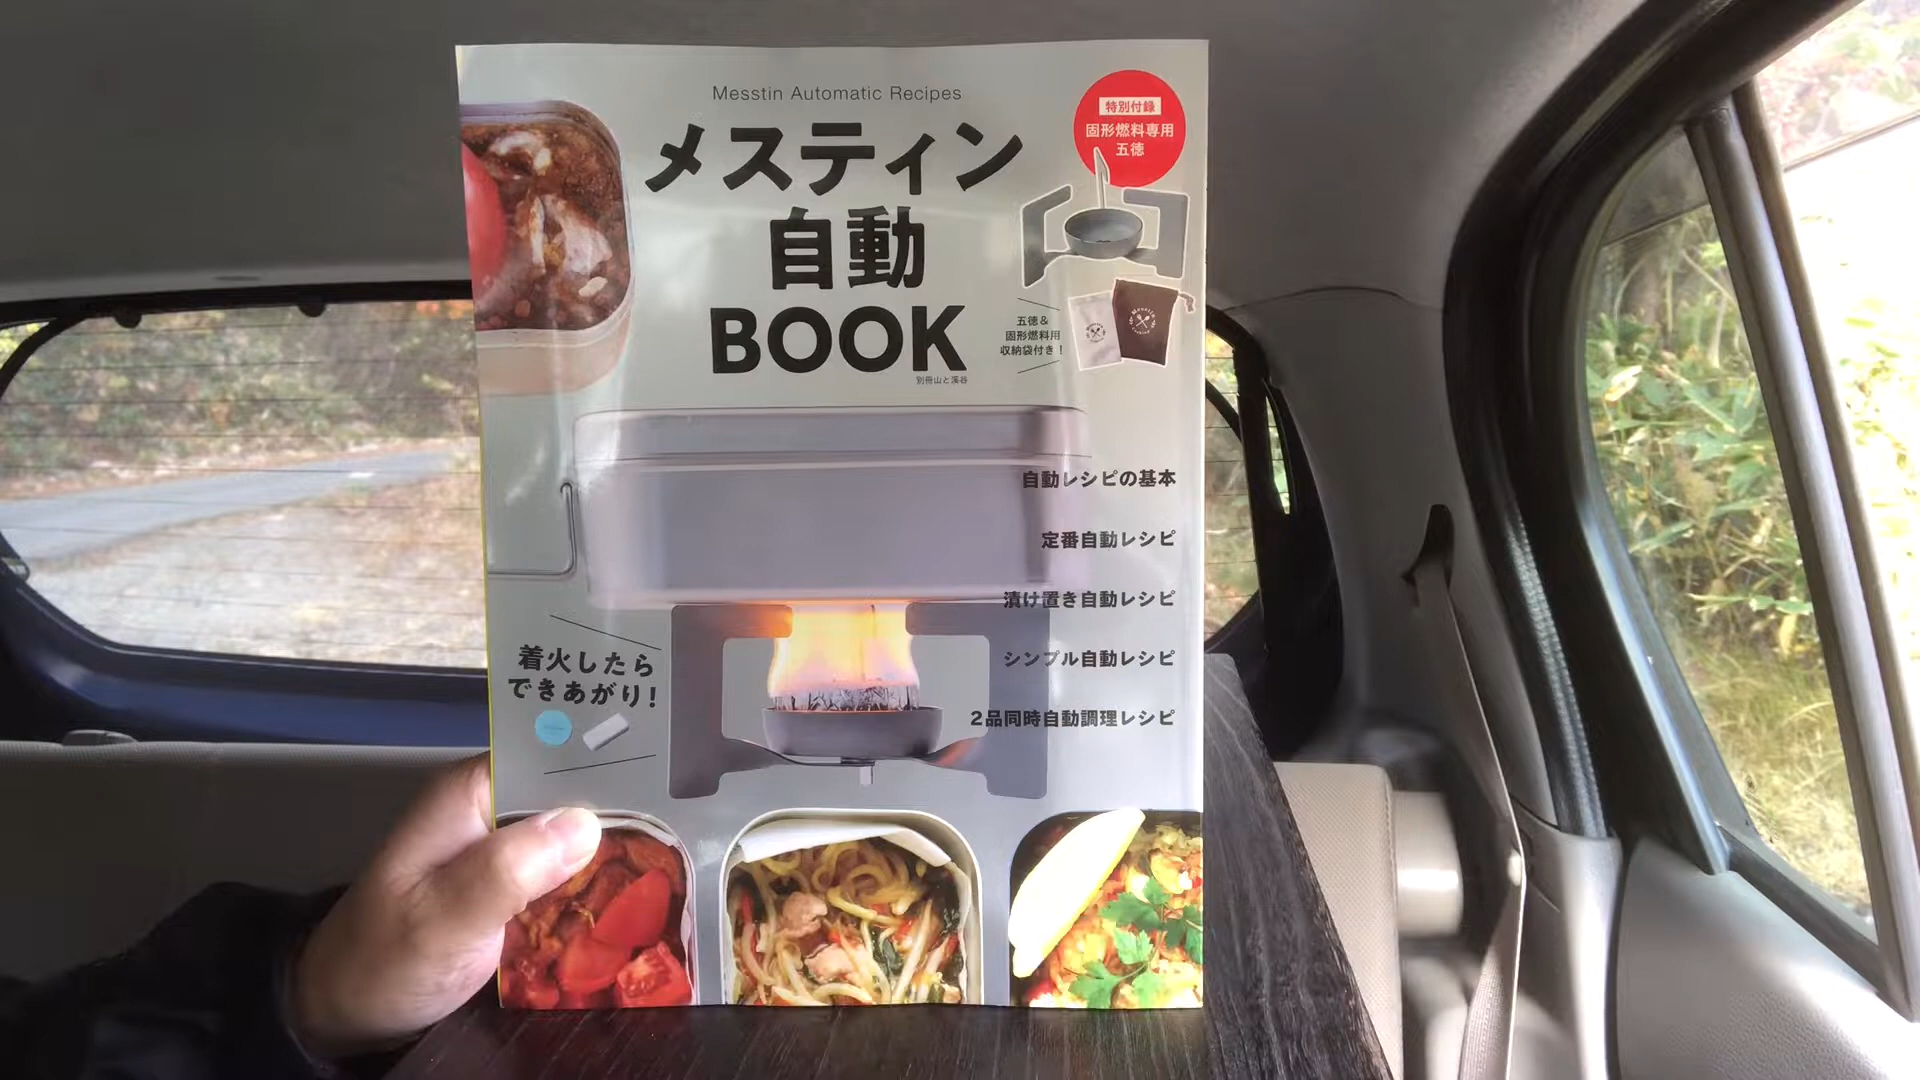 Messtin Automatic Recipes
メスティン
自動
BOOK
別冊山と溪谷
特別付録
固形燃料専用
五徳
五徳&
固形燃料用
収納袋付き!
自動レシピの基本
定番自動レシピ
漬け置き自動レシピ
シンプル自動レシピ
2品同時自動調理レシピ
着火したら
できあがり!